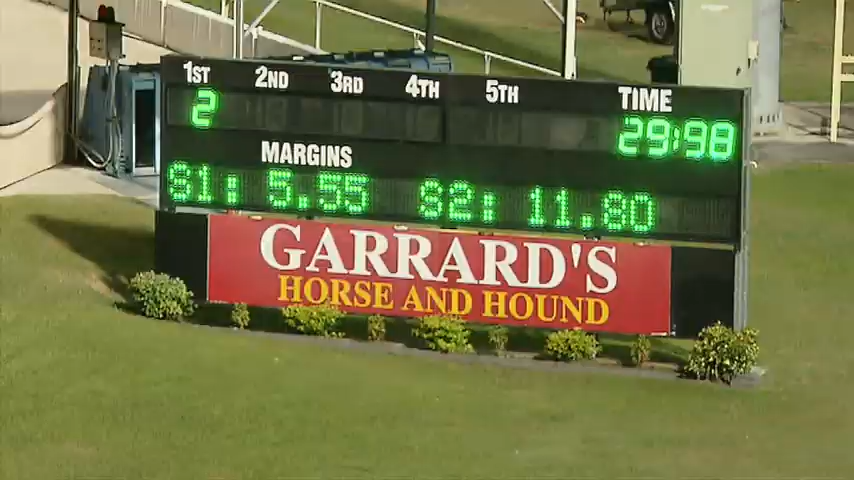 1ST 2ND 3RD 4TH 5TH TIME
2 29:98
MARGINS
S1: 5.55 S2: 11.80
GARRARD'S
HORSE AND HOUND